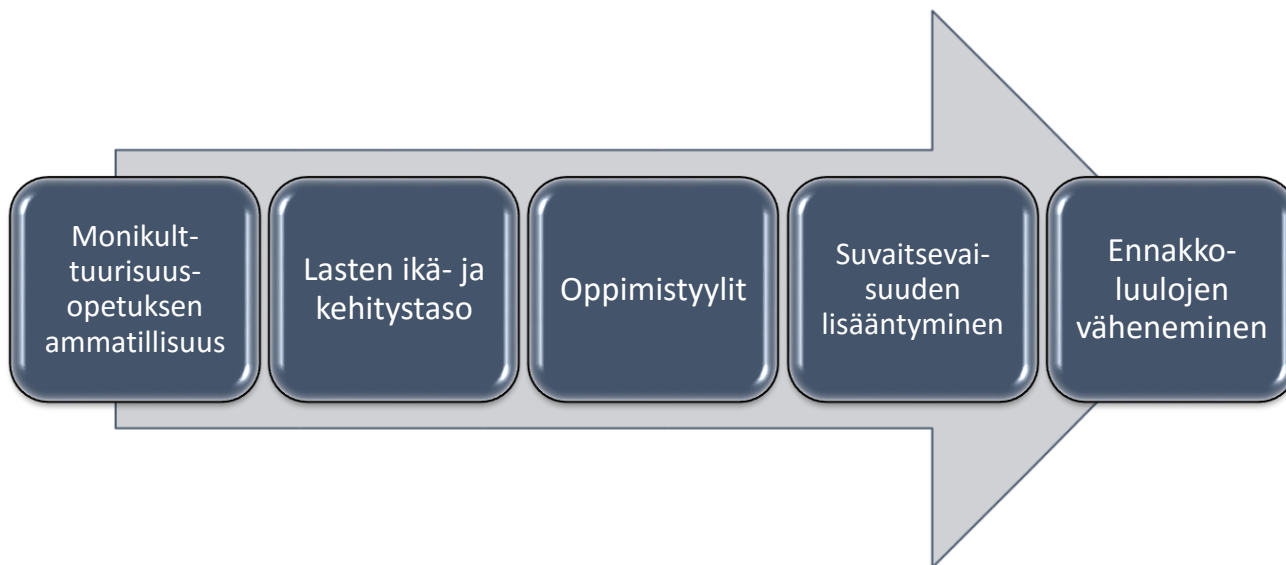 Monikult-
tuurisuus-
opetuksen
ammatillisuus
Lasten ikä- ja
kehitystaso
Oppimistyylit
Suvaitsevai-
suuden
lisääntyminen
Ennakko-
luulojen
väheneminen